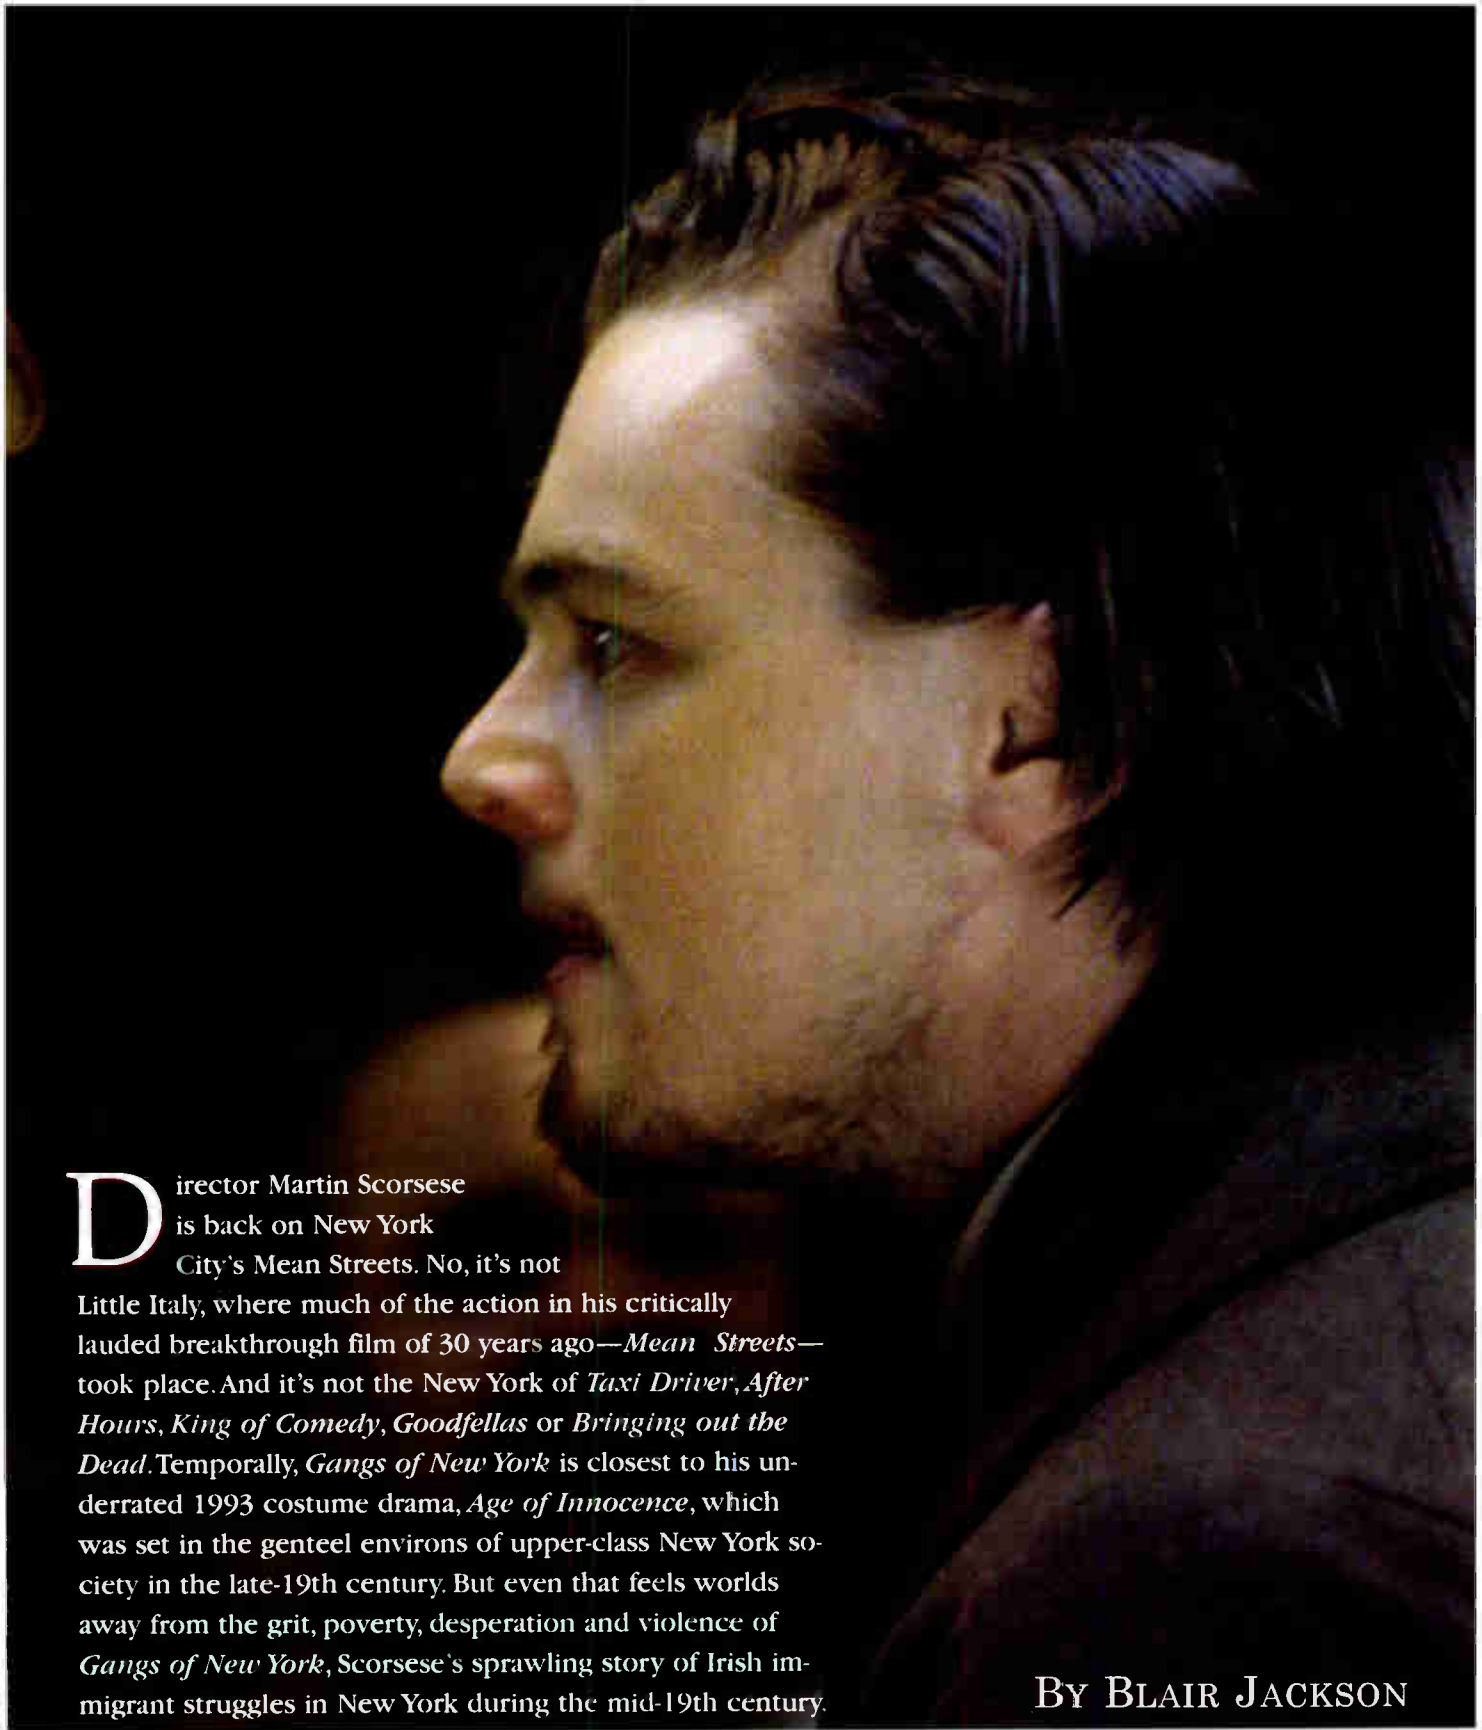 Director Martin Scorsese
is back on New York
City's Mean Streets. No, it's not
Little Italy, where much of the action in his critically
lauded breakthrough film of 30 years ago—Mean Streets—
took place. And it's not the New York of Taxi Driver, After
Hours, King of Comedy, Goodfellas or Bringing out the
Dead. Temporally, Gangs of New York is closest to his un-
derrated 1993 costume drama, Age of Innocence, which
was set in the genteel environs of upper-class New York so-
ciety in the late-19th century. But even that feels worlds
away from the grit, poverty, desperation and violence of
Gangs of New York, Scorsese's sprawling story of Irish im-
migrant struggles in New York during the mid-19th century.
By Blair Jackson